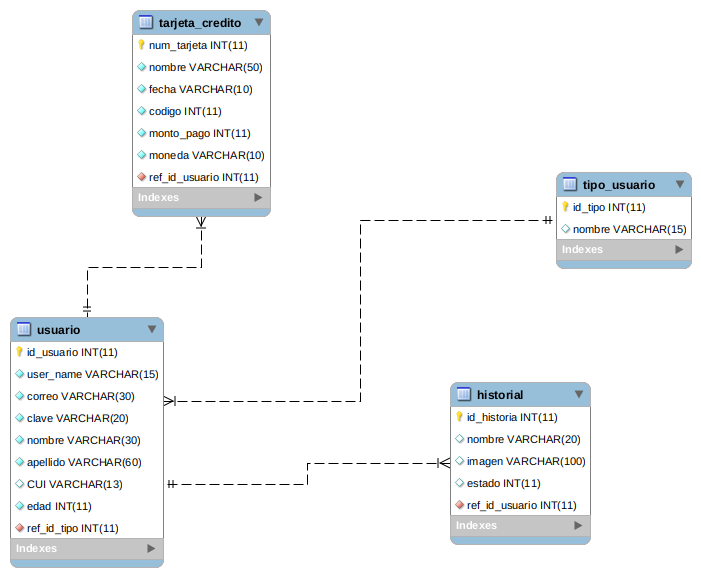 tarjeta_credito
num_tarjeta INT(11)
nombre VARCHAR(50)
fecha VARCHAR(10)
codigo INT(11)
monto_pago INT(11)
moneda VARCHAR(10)
ref_id_usuario INT(11)
Indexes
tipo_usuario
id_tipo INT(11)
nombre VARCHAR(15)
Indexes
usuario
id_usuario INT(11)
user_name VARCHAR(15)
correo VARCHAR(30)
clave VARCHAR(20)
nombre VARCHAR(30)
apellido VARCHAR(60)
CUI VARCHAR(13)
edad INT(11)
ref_id_tipo INT(11)
Indexes
historial
id_historia INT(11)
nombre VARCHAR(20)
imagen VARCHAR(100)
estado INT(11)
ref_id_usuario INT(11)
Indexes